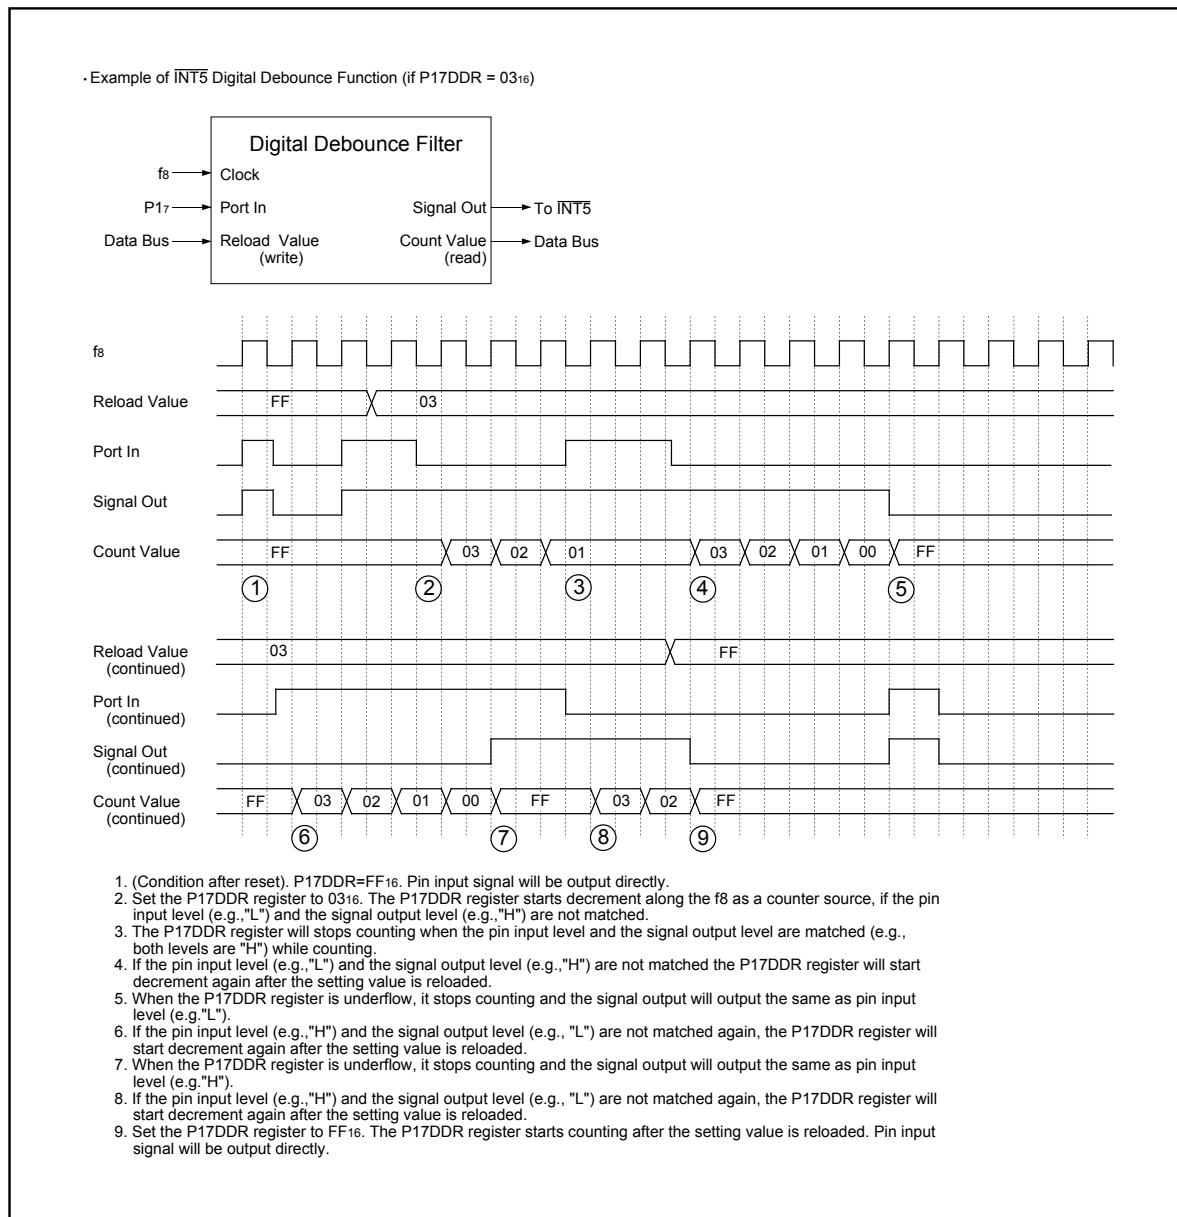 · Example of INT5 Digital Debounce Function (if P17DDR = 0316)
Digital Debounce Filter
f8 Clock
P17 Port In Signal Out To INT5
Data Bus Reload Value Count Value Data Bus
(write) (read)
f8
Reload Value FF 03
Port In
Signal Out
Count Value FF 03 02 01 03 02 01 00 FF
1 2 3 4 5
Reload Value 03 FF
(continued)
Port In
(continued)
Signal Out
(continued)
Count Value FF 03 02 01 00 FF 03 02 FF
(continued)
6 7 8 9
1. (Condition after reset). P17DDR=FF16. Pin input signal will be output directly.
2. Set the P17DDR register to 0316. The P17DDR register starts decrement along the f8 as a counter source, if the pin
input level (e.g.,"L") and the signal output level (e.g.,"H") are not matched.
3. The P17DDR register will stops counting when the pin input level and the signal output level are matched (e.g.,
both levels are "H") while counting.
4. If the pin input level (e.g.,"L") and the signal output level (e.g.,"H") are not matched the P17DDR register will start
decrement again after the setting value is reloaded.
5. When the P17DDR register is underflow, it stops counting and the signal output will output the same as pin input
level (e.g."L").
6. If the pin input level (e.g.,"H") and the signal output level (e.g., "L") are not matched again, the P17DDR register will
start decrement again after the setting value is reloaded.
7. When the P17DDR register is underflow, it stops counting and the signal output will output the same as pin input
level (e.g."H").
8. If the pin input level (e.g.,"H") and the signal output level (e.g., "L") are not matched again, the P17DDR register will
start decrement again after the setting value is reloaded.
9. Set the P17DDR register to FF16. The P17DDR register starts counting after the setting value is reloaded. Pin input
signal will be output directly.